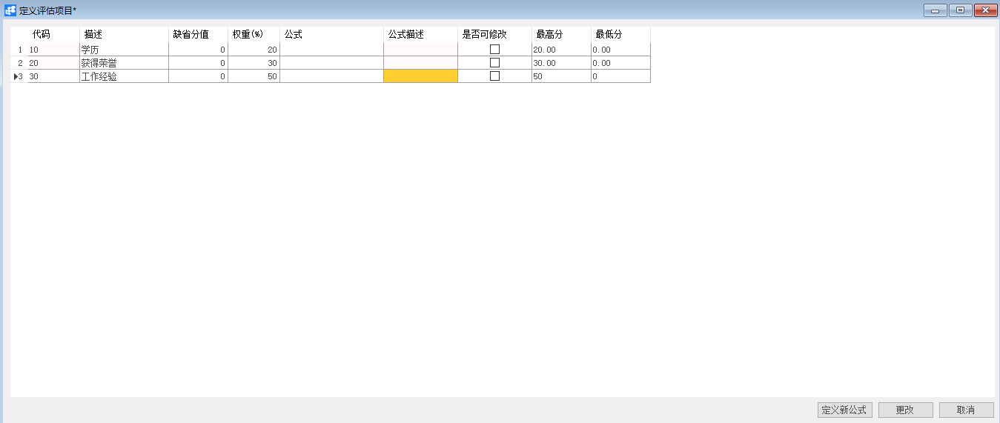 定义评估项目*
代码 描述 缺省分值 权重(%) 公式 公式描述 是否可修改 最高分 最低分
1 10 学历 0 20 20.00 0.00
2 20 获得荣誉 0 30 30.00 0.00
3 30 工作经验 0 50 50 0
定义新公式 更改 取消